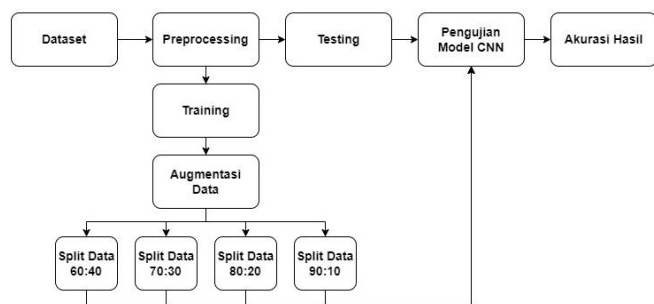 Dataset
Preprocessing
Testing
Pengujian
Model CNN
Akurasi Hasil
Training
Augmentasi
Data
Split Data
60:40
Split Data
70:30
Split Data
80:20
Split Data
90:10